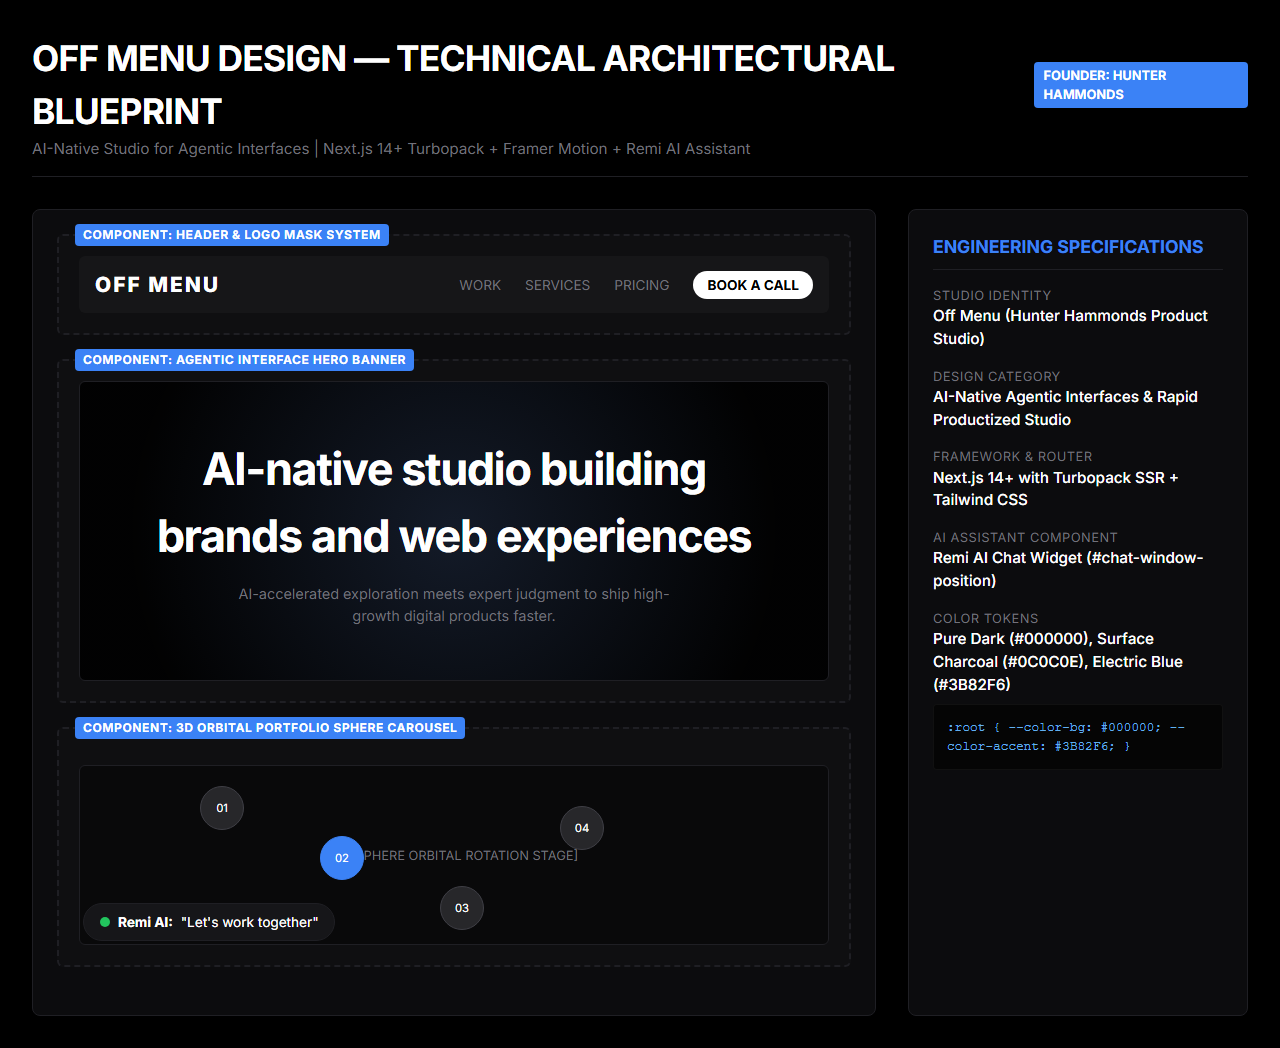 OFF MENU DESIGN — TECHNICAL ARCHITECTURAL
BLUEPRINT
AI-Native Studio for Agentic Interfaces | Next.js 14+ Turbopack + Framer Motion + Remi AI Assistant
FOUNDER: HUNTER
HAMMONDS
COMPONENT: HEADER & LOGO MASK SYSTEM
OFF MENU
WORK
SERVICES
PRICING
BOOK A CALL
COMPONENT: AGENTIC INTERFACE HERO BANNER
AI-native studio building
brands and web experiences
AI-accelerated exploration meets expert judgment to ship high-
growth digital products faster.
COMPONENT: 3D ORBITAL PORTFOLIO SPHERE CAROUSEL
01
04
02
PHERE ORBITAL ROTATION STAGE]
03
Remi AI: "Let's work together"
ENGINEERING SPECIFICATIONS
STUDIO IDENTITY
Off Menu (Hunter Hammonds Product
Studio)
DESIGN CATEGORY
AI-Native Agentic Interfaces & Rapid
Productized Studio
FRAMEWORK & ROUTER
Next.js 14+ with Turbopack SSR +
Tailwind CSS
AI ASSISTANT COMPONENT
Remi AI Chat Widget (#chat-window-
position)
COLOR TOKENS
Pure Dark (#000000), Surface
Charcoal (#0C0C0E), Electric Blue
(#3B82F6)
:root { --color-bg: #000000; --
color-accent: #3B82F6; }